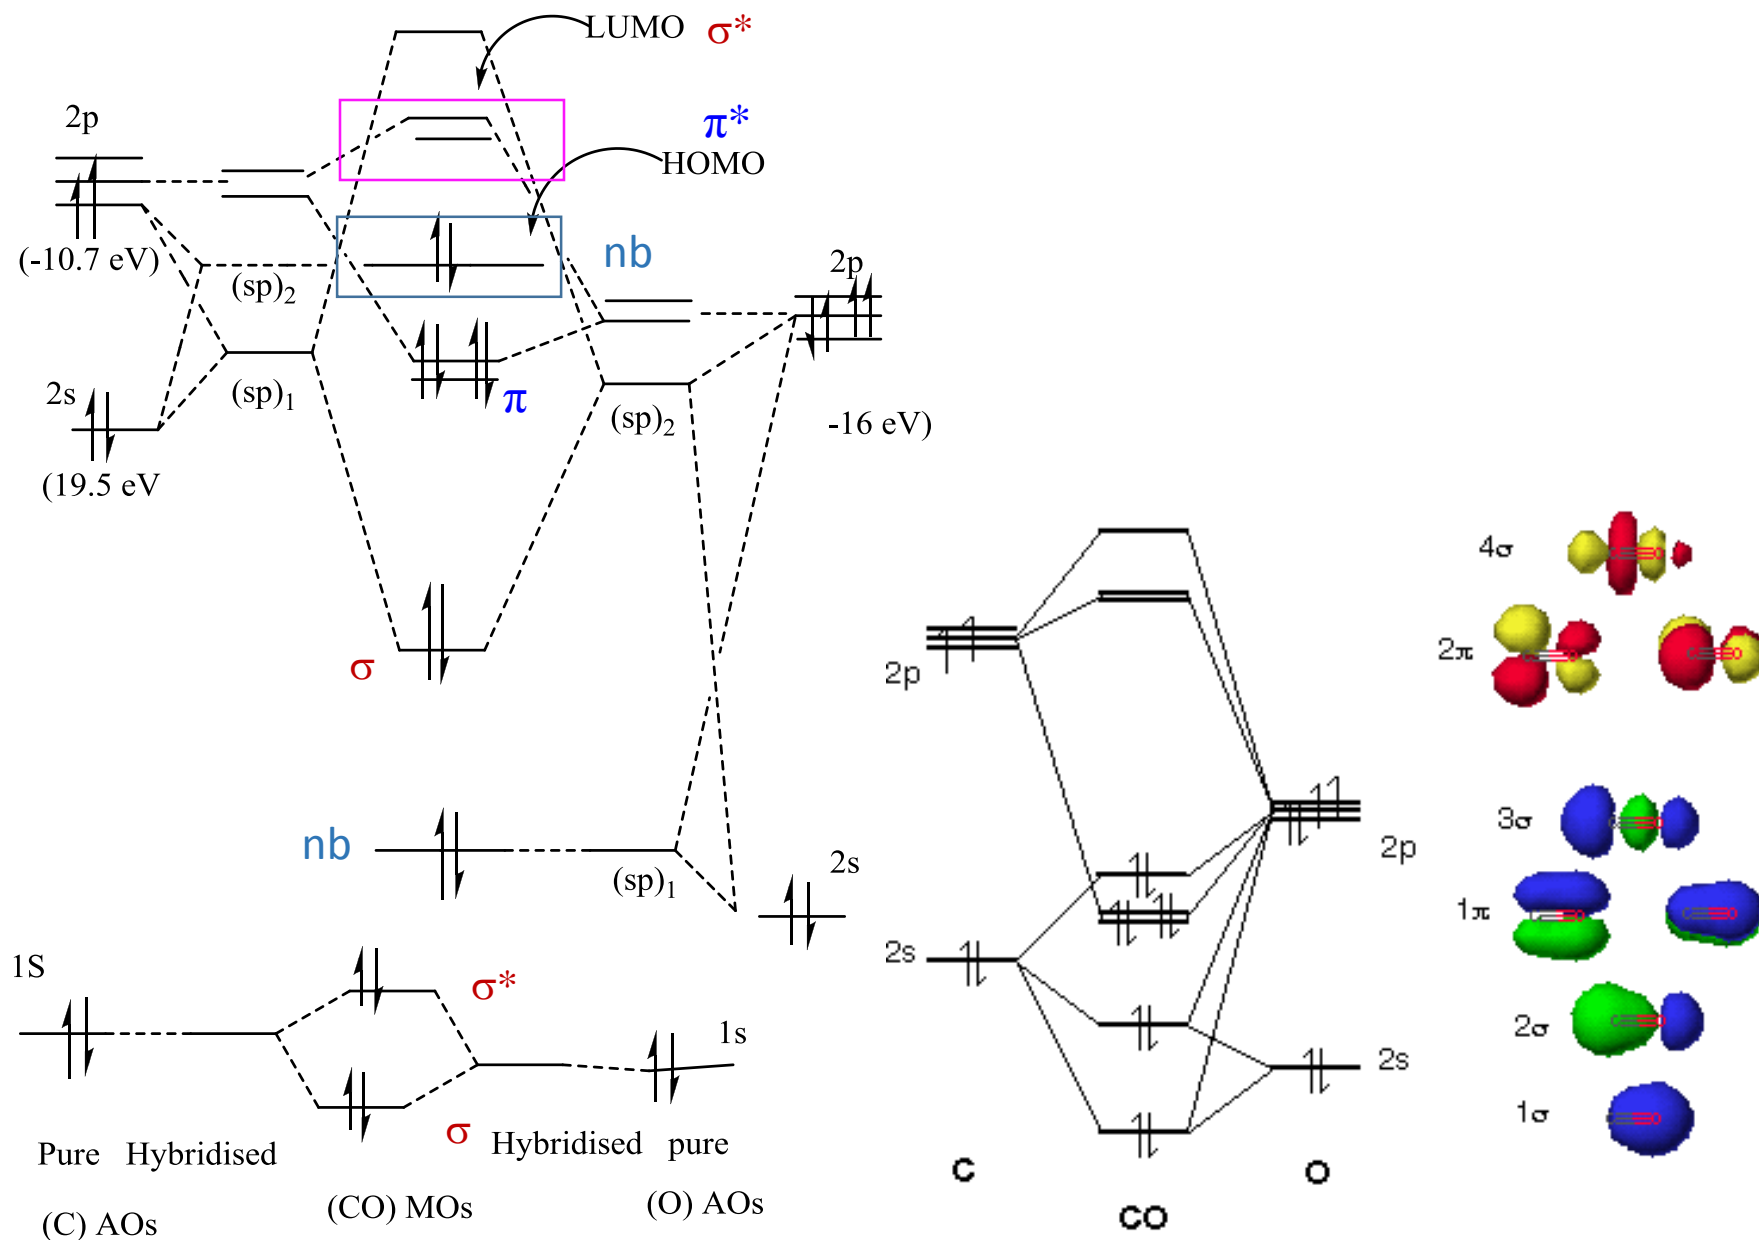 LUMO σ*
2p
π*
HOMO
(-10.7 eV)
(sp)2
nb
2p
2s
(sp)1
π
(sp)2
-16 eV)
(19.5 eV
σ
nb
(sp)1
2s
1S
σ*
1s
σ
Pure Hybridised
Hybridised pure
(C) AOs
(CO) MOs
(O) AOs
2p
2p
2s
2s
C
O
CO
4σ
2π
3σ
1π
2σ
1σ